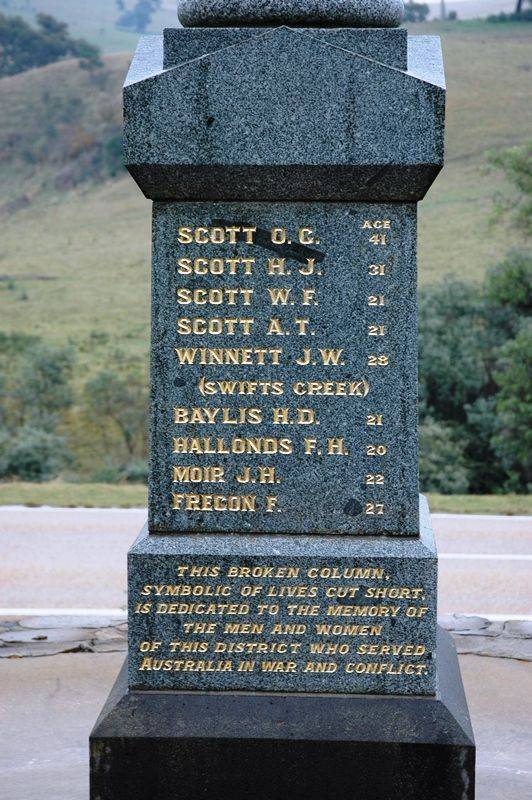 AGE
SCOTT O. G. 41
SCOTT H. J. 31
SCOTT W. F. 21
SCOTT A. T. 21
WINNETT J. W. 28
(SWIFTS CREEK)
BAYLIS H. D. 21
HALLONDS F. H. 20
MOIR J. H. 22
FREGON F. 27
THIS BROKEN COLUMN,
SYMBOLIC OF LIVES CUT SHORT,
IS DEDICATED TO THE MEMORY OF
THE MEN AND WOMEN
OF THIS DISTRICT WHO SERVED
AUSTRALIA IN WAR AND CONFLICT.